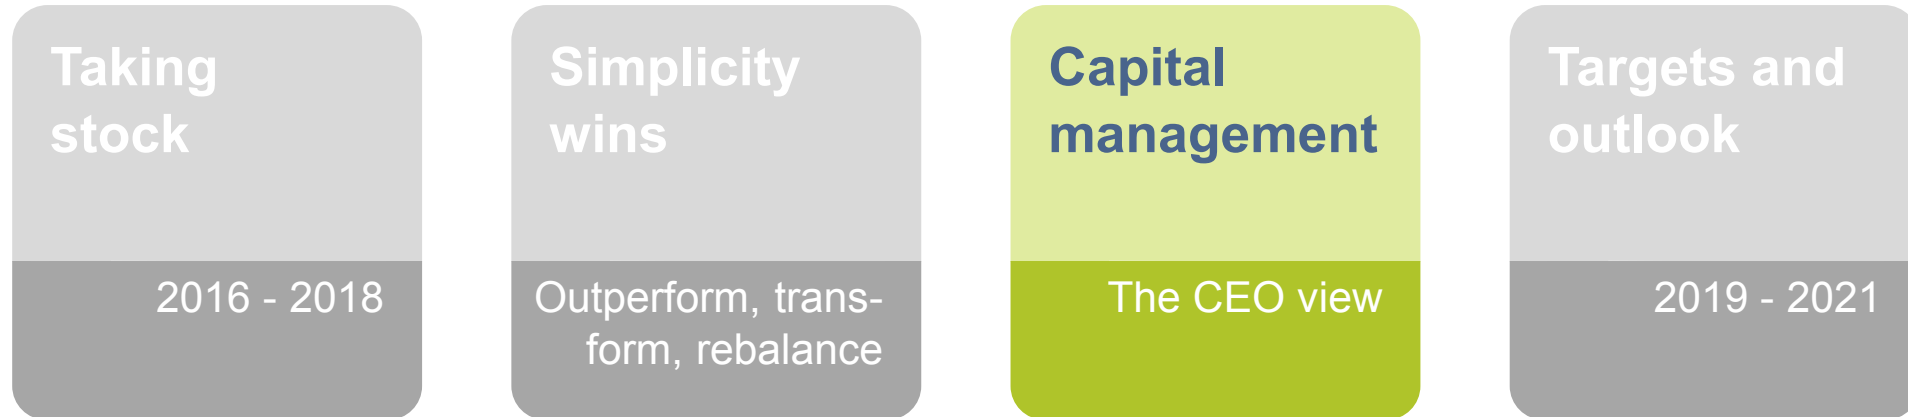 Taking
stock
2016 - 2018
Simplicity
wins
Outperform, trans-
form, rebalance
Capital
management
The CEO view
Targets and
outlook
2019 - 2021